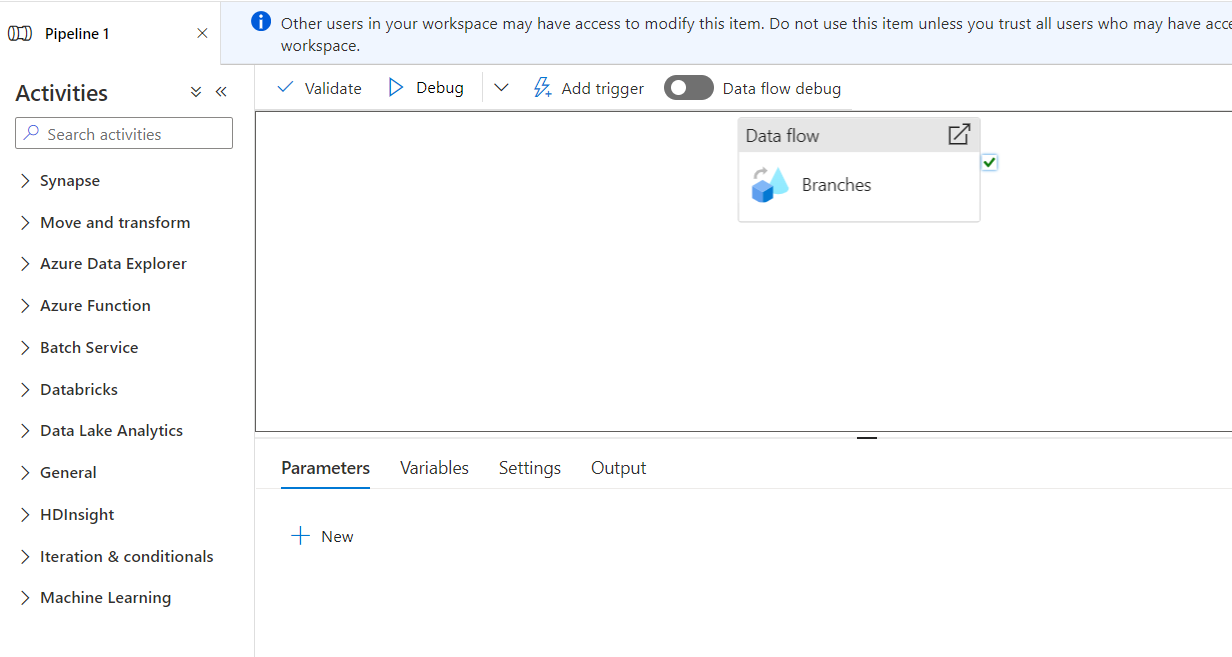 Pipeline 1
Other users in your workspace may have access to modify this item. Do not use this item unless you trust all users who may have
workspace.
Activities
Validate
Debug
Add trigger
Data flow debug
Search activities
Data flow
Branches
Synapse
Move and transform
Azure Data Explorer
Azure Function
Batch Service
Databricks
Data Lake Analytics
General
HDInsight
Iteration & conditionals
Machine Learning
Parameters
Variables
Settings
Output
New